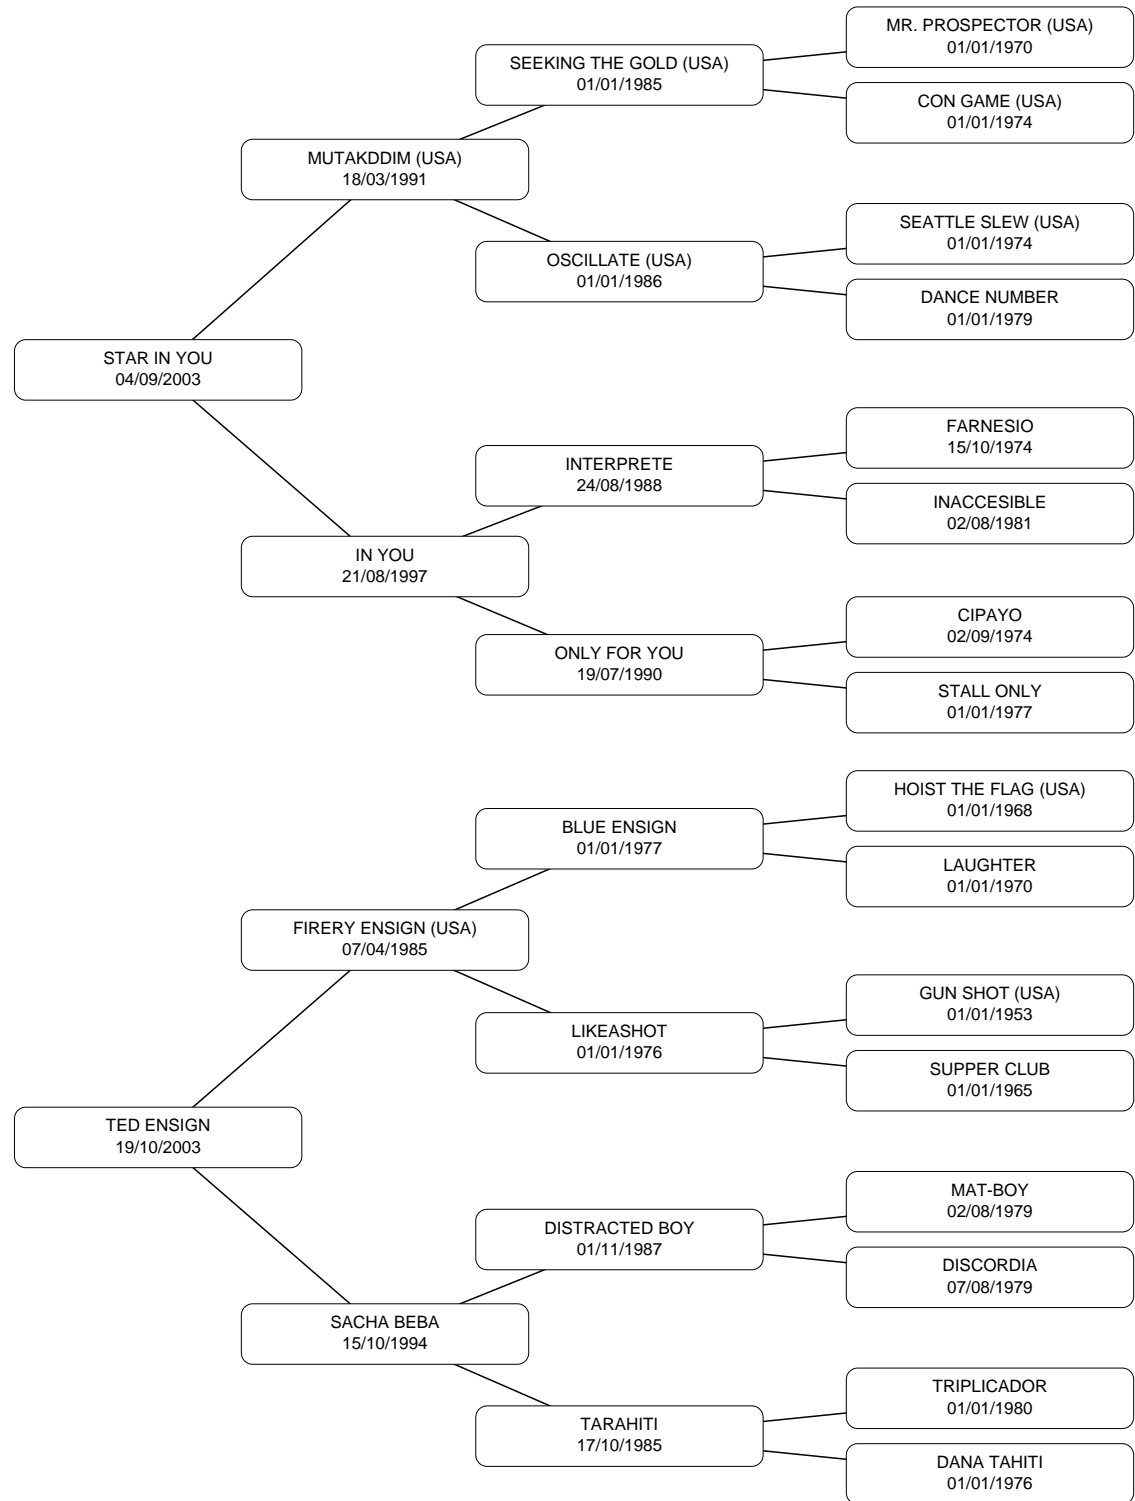 MR. PROSPECTOR (USA)
01/01/1970
SEEKING THE GOLD (USA)
01/01/1985
CON GAME (USA)
01/01/1974
MUTAKDDIM (USA)
18/03/1991
SEATTLE SLEW (USA)
01/01/1974
OSCILLATE (USA)
01/01/1986
DANCE NUMBER
01/01/1979
STAR IN YOU
04/09/2003
FARNESIO
15/10/1974
INTERPRETE
24/08/1988
INACCESIBLE
02/08/1981
IN YOU
21/08/1997
CIPAYO
02/09/1974
ONLY FOR YOU
19/07/1990
STALL ONLY
01/01/1977
HOIST THE FLAG (USA)
01/01/1968
BLUE ENSIGN
01/01/1977
LAUGHTER
01/01/1970
FIRERY ENSIGN (USA)
07/04/1985
GUN SHOT (USA)
01/01/1953
LIKEASHOT
01/01/1976
SUPPER CLUB
01/01/1965
TED ENSIGN
19/10/2003
MAT-BOY
02/08/1979
DISTRACTED BOY
01/11/1987
DISCORDIA
07/08/1979
SACHA BEBA
15/10/1994
TRIPLICADOR
01/01/1980
TARAHITI
17/10/1985
DANA TAHITI
01/01/1976